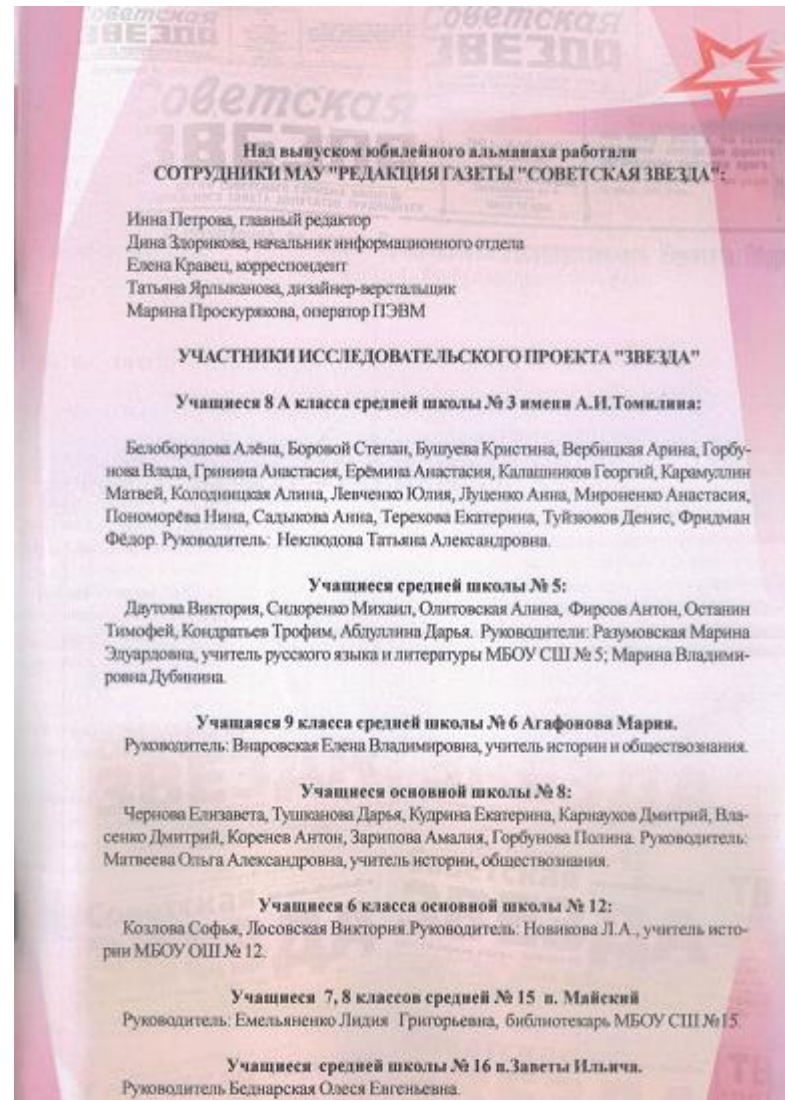 Советская
ЗВЕЗДА
Советская
ЗВЕЗДА
Советская
ЗВЕЗДА
Над выпуском юбилейного альманаха работали
СОТРУДНИКИ МАУ "РЕДАКЦИЯ ГАЗЕТЫ "СОВЕТСКАЯ ЗВЕЗДА":
Инна Петрова, главный редактор
Дина Здорикова, начальник информационного отдела
Елена Кравец, корреспондент
Татьяна Ярлыканова, дизайнер-верстальщик
Марина Проскурякова, оператор ПЭВМ
УЧАСТНИКИ ИССЛЕДОВАТЕЛЬСКОГО ПРОЕКТА "ЗВЕЗДА"
Учащиеся 8 А класса средней школы № 3 имени А.И.Томилина:
Белобородова Алёна, Боровой Степан, Бушуева Кристина, Вербицкая Арина, Горбу-
нова Влада, Гринина Анастасия, Ерёмина Анастасия, Калашников Георгий, Карамуллин
Матвей, Колодницкая Алина, Левченко Юлия, Луценко Анна, Мироненко Анастасия,
Пономорёва Нина, Садыкова Анна, Терехова Екатерина, Туйзюков Денис, Фридман
Фёдор. Руководитель: Неклюдова Татьяна Александровна.
Учащиеся средней школы № 5:
Даутова Виктория, Сидоренко Михаил, Олитовская Алина, Фирсов Антон, Останин
Тимофей, Кондратьев Трофим, Абдуллина Дарья. Руководители: Разумовская Марина
Эдуардовна, учитель русского языка и литературы МБОУ СШ № 5; Марина Владими-
ровна Дубинина.
Учащаяся 9 класса средней школы № 6 Агафонова Мария.
Руководитель: Внаровская Елена Владимировна, учитель истории и обществознания.
Учащиеся основной школы № 8:
Чернова Елизавета, Тушканова Дарья, Кудрина Екатерина, Карнаухов Дмитрий, Вла-
сенко Дмитрий, Коренев Антон, Зарипова Амалия, Горбунова Полина. Руководитель:
Матвеева Ольга Александровна, учитель истории, обществознания.
Учащиеся 6 класса основной школы № 12:
Козлова Софья, Лосовская Виктория.Руководитель: Новикова Л.А., учитель исто-
рии МБОУ ОШ № 12.
Учащиеся 7, 8 классов средней № 15 п. Майский
Руководитель: Емельяненко Лидия Григорьевна, библиотекарь МБОУ СШ №15.
Учащиеся средней школы № 16 п.Заветы Ильича.
Руководитель Беднарская Олеся Евгеньевна.